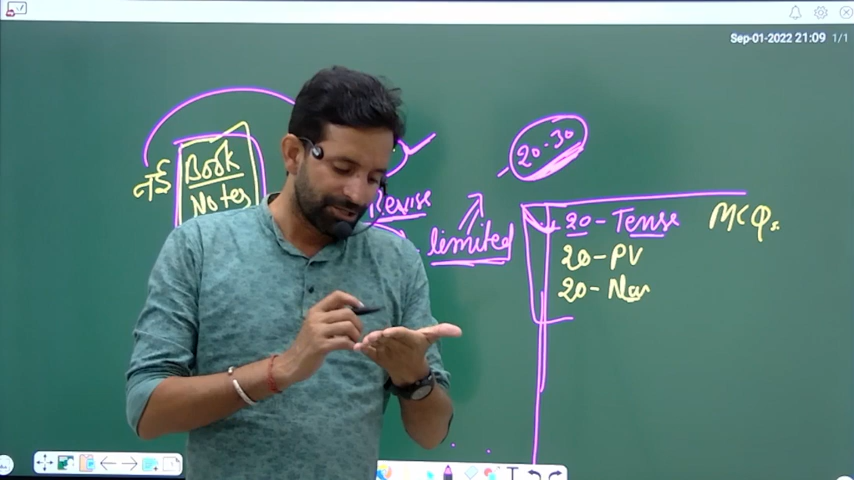 Sep-01-2022 21:09 1/1
20-30
Book
Notes
नई
Revise
limited
20-Tense
MCQs.
20-PV
20-Nar
T